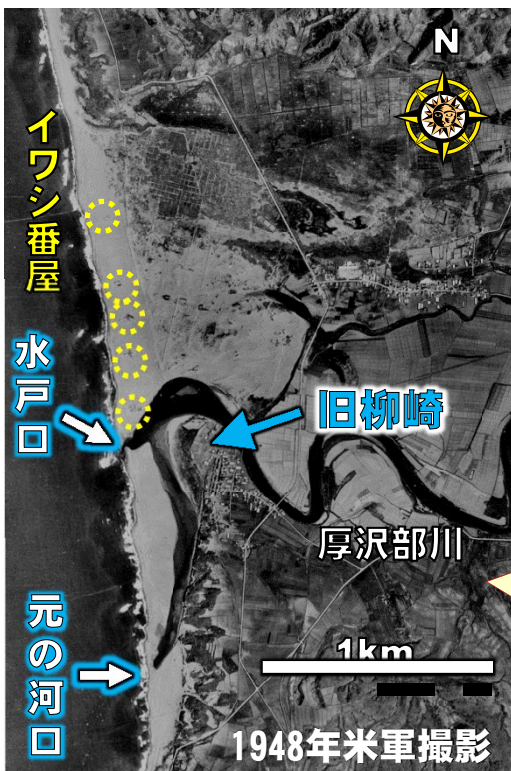 N
イワシ番屋
水戸口
旧柳崎
厚沢部川
元の河口
1km
1948年米軍撮影